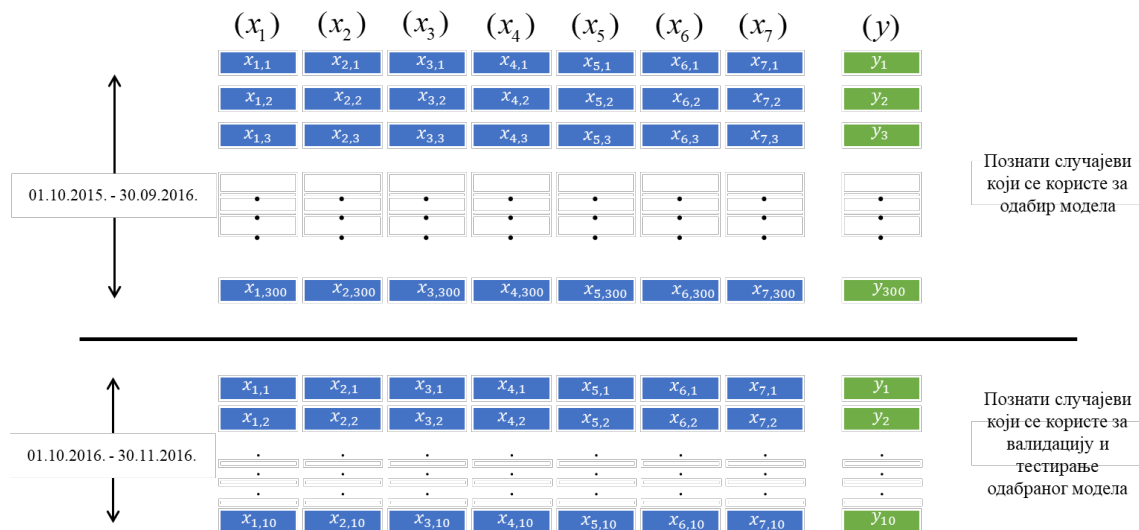 (x₁) (x₂) (x₃) (x₄) (x₅) (x₆) (x₇) (y)
x₁,₁ x₂,₁ x₃,₁ x₄,₁ x₅,₁ x₆,₁ x₇,₁ y₁
x₁,₂ x₂,₂ x₃,₂ x₄,₂ x₅,₂ x₆,₂ x₇,₂ y₂
x₁,₃ x₂,₃ x₃,₃ x₄,₃ x₅,₃ x₆,₃ x₇,₃ y₃
01.10.2015. - 30.09.2016.
Познати случајеви
који се користе за
одабир модела
x₁,₃₀₀ x₂,₃₀₀ x₃,₃₀₀ x₄,₃₀₀ x₅,₃₀₀ x₆,₃₀₀ x₇,₃₀₀ y₃₀₀
x₁,₁ x₂,₁ x₃,₁ x₄,₁ x₅,₁ x₆,₁ x₇,₁ y₁
x₁,₂ x₂,₂ x₃,₂ x₄,₂ x₅,₂ x₆,₂ x₇,₂ y₂
01.10.2016. - 30.11.2016.
Познати случајеви
који се користе за
валидацију и
тестирање
одабраног модела
x₁,₁₀ x₂,₁₀ x₃,₁₀ x₄,₁₀ x₅,₁₀ x₆,₁₀ x₇,₁₀ y₁₀